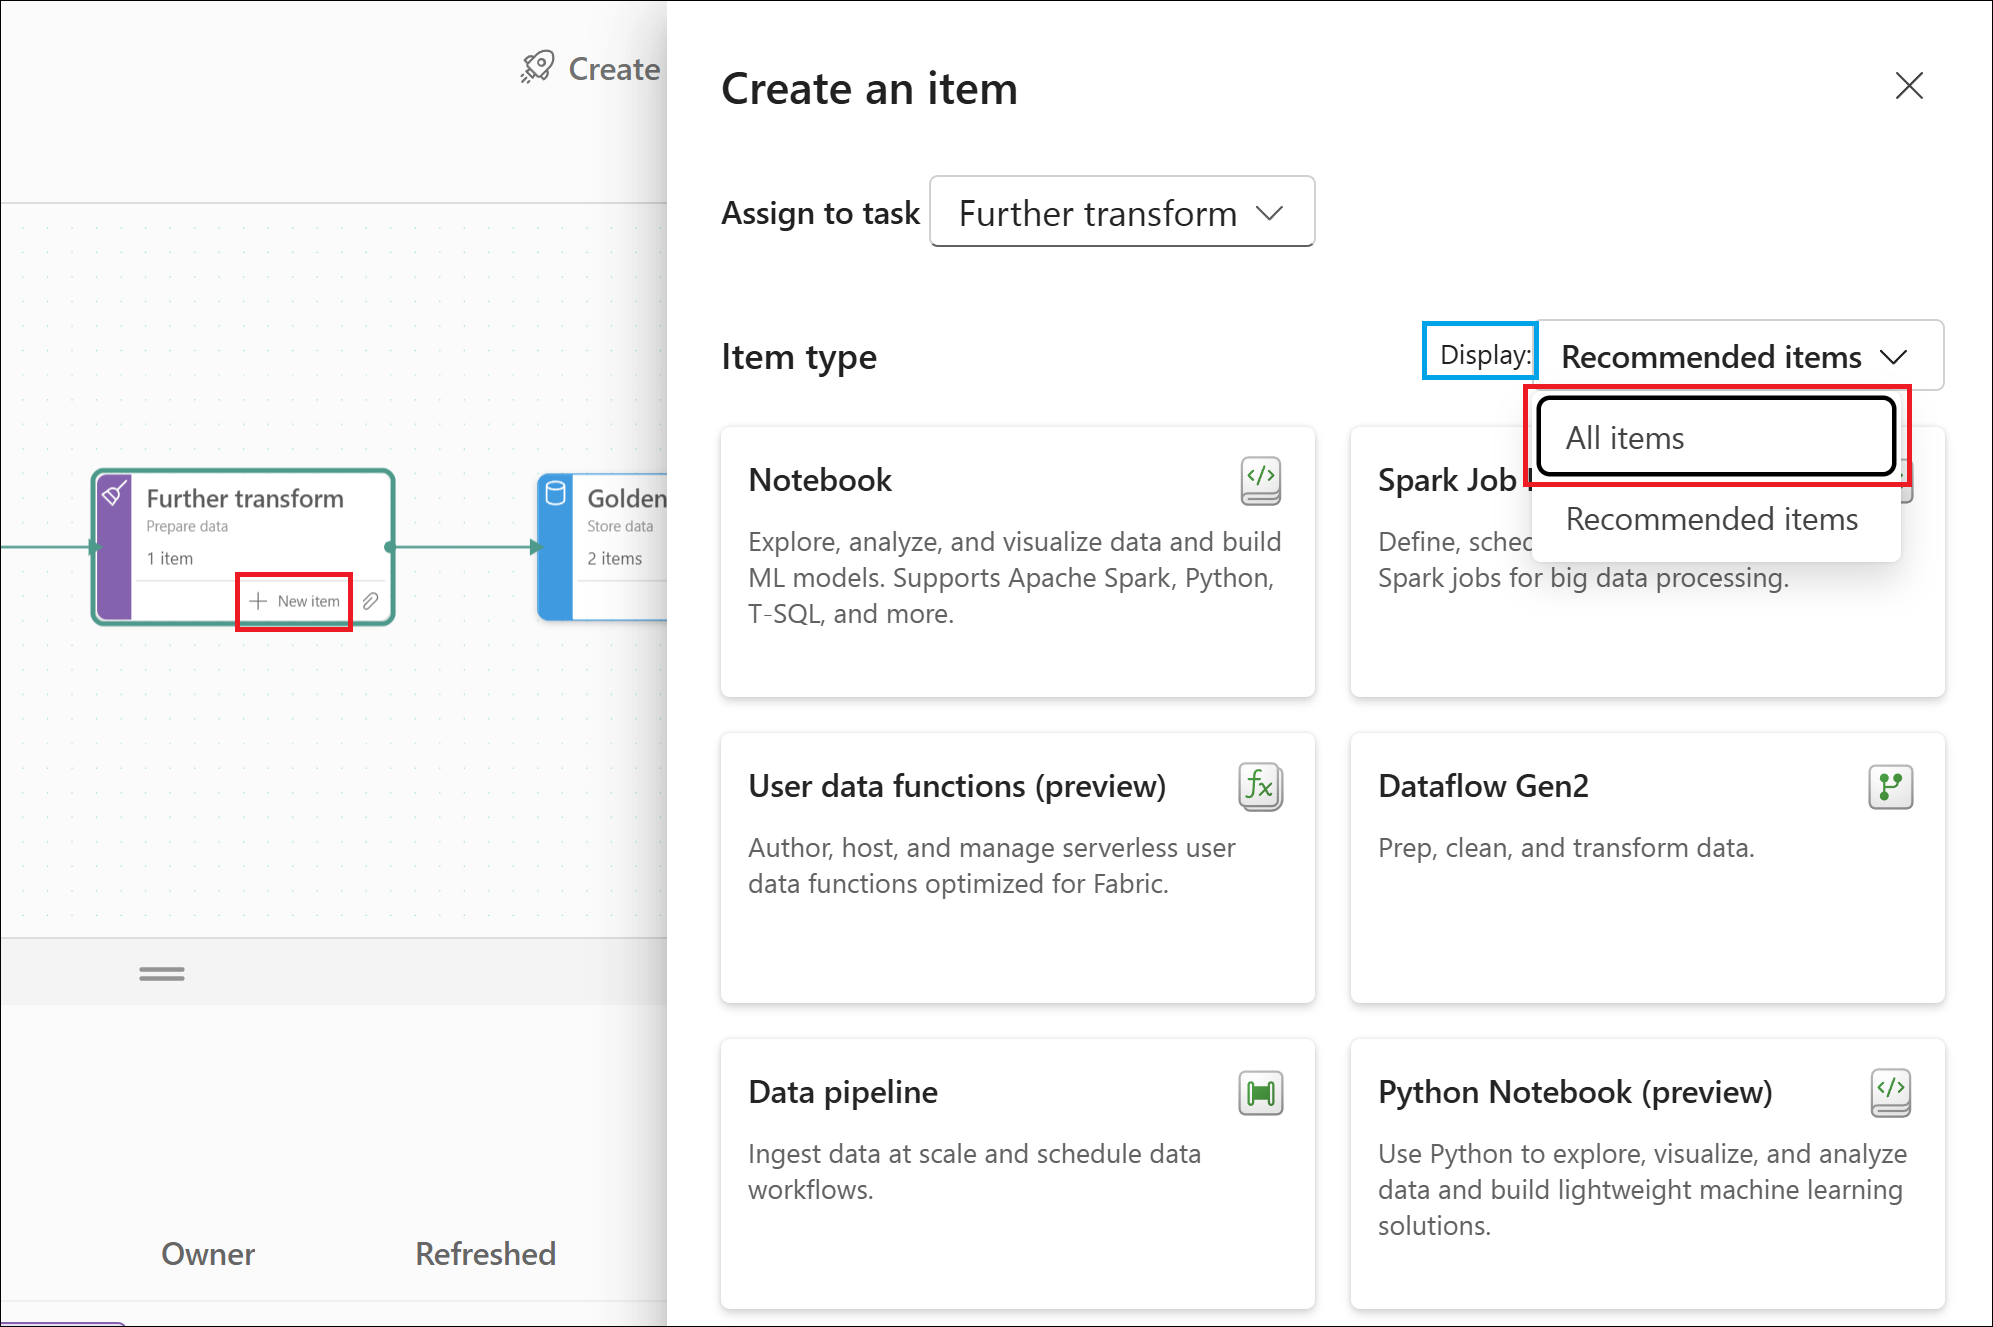 Create
Further transform
Prepare data
1 item
New item
Golden
Store data
2 items
Owner
Refreshed
Create an item
Assign to task
Further transform
Item type
Display:
Recommended items
All items
Recommended items
Notebook
Explore, analyze, and visualize data and build
ML models. Supports Apache Spark, Python,
T-SQL, and more.
Spark Job
Define, sched
Spark jobs for big data processing.
User data functions (preview)
Author, host, and manage serverless user
data functions optimized for Fabric.
Dataflow Gen2
Prep, clean, and transform data.
Data pipeline
Ingest data at scale and schedule data
workflows.
Python Notebook (preview)
Use Python to explore, visualize, and analyze
data and build lightweight machine learning
solutions.